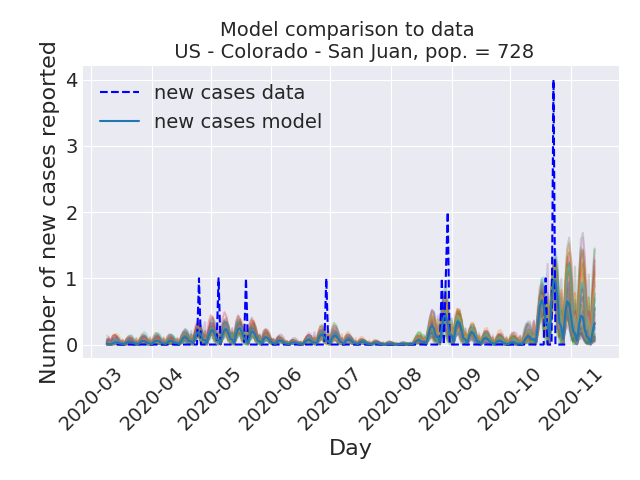 Model comparison to data
US - Colorado - San Juan, pop. = 728
Number of new cases reported
4
3
2
1
0
new cases data
new cases model
2020-03
2020-04
2020-05
2020-06
2020-07
2020-08
2020-09
2020-10
2020-11
Day